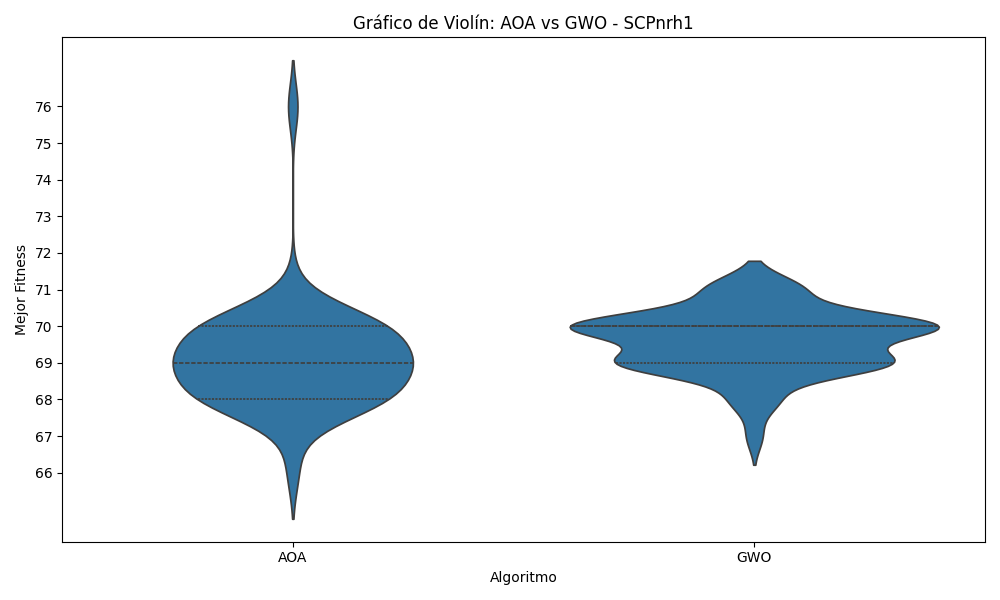 Gráfico de Violín: AOA vs GWO - SCPnrh1
76
75
74
73
72
71
70
69
68
67
66
Mejor Fitness
AOA
GWO
Algoritmo